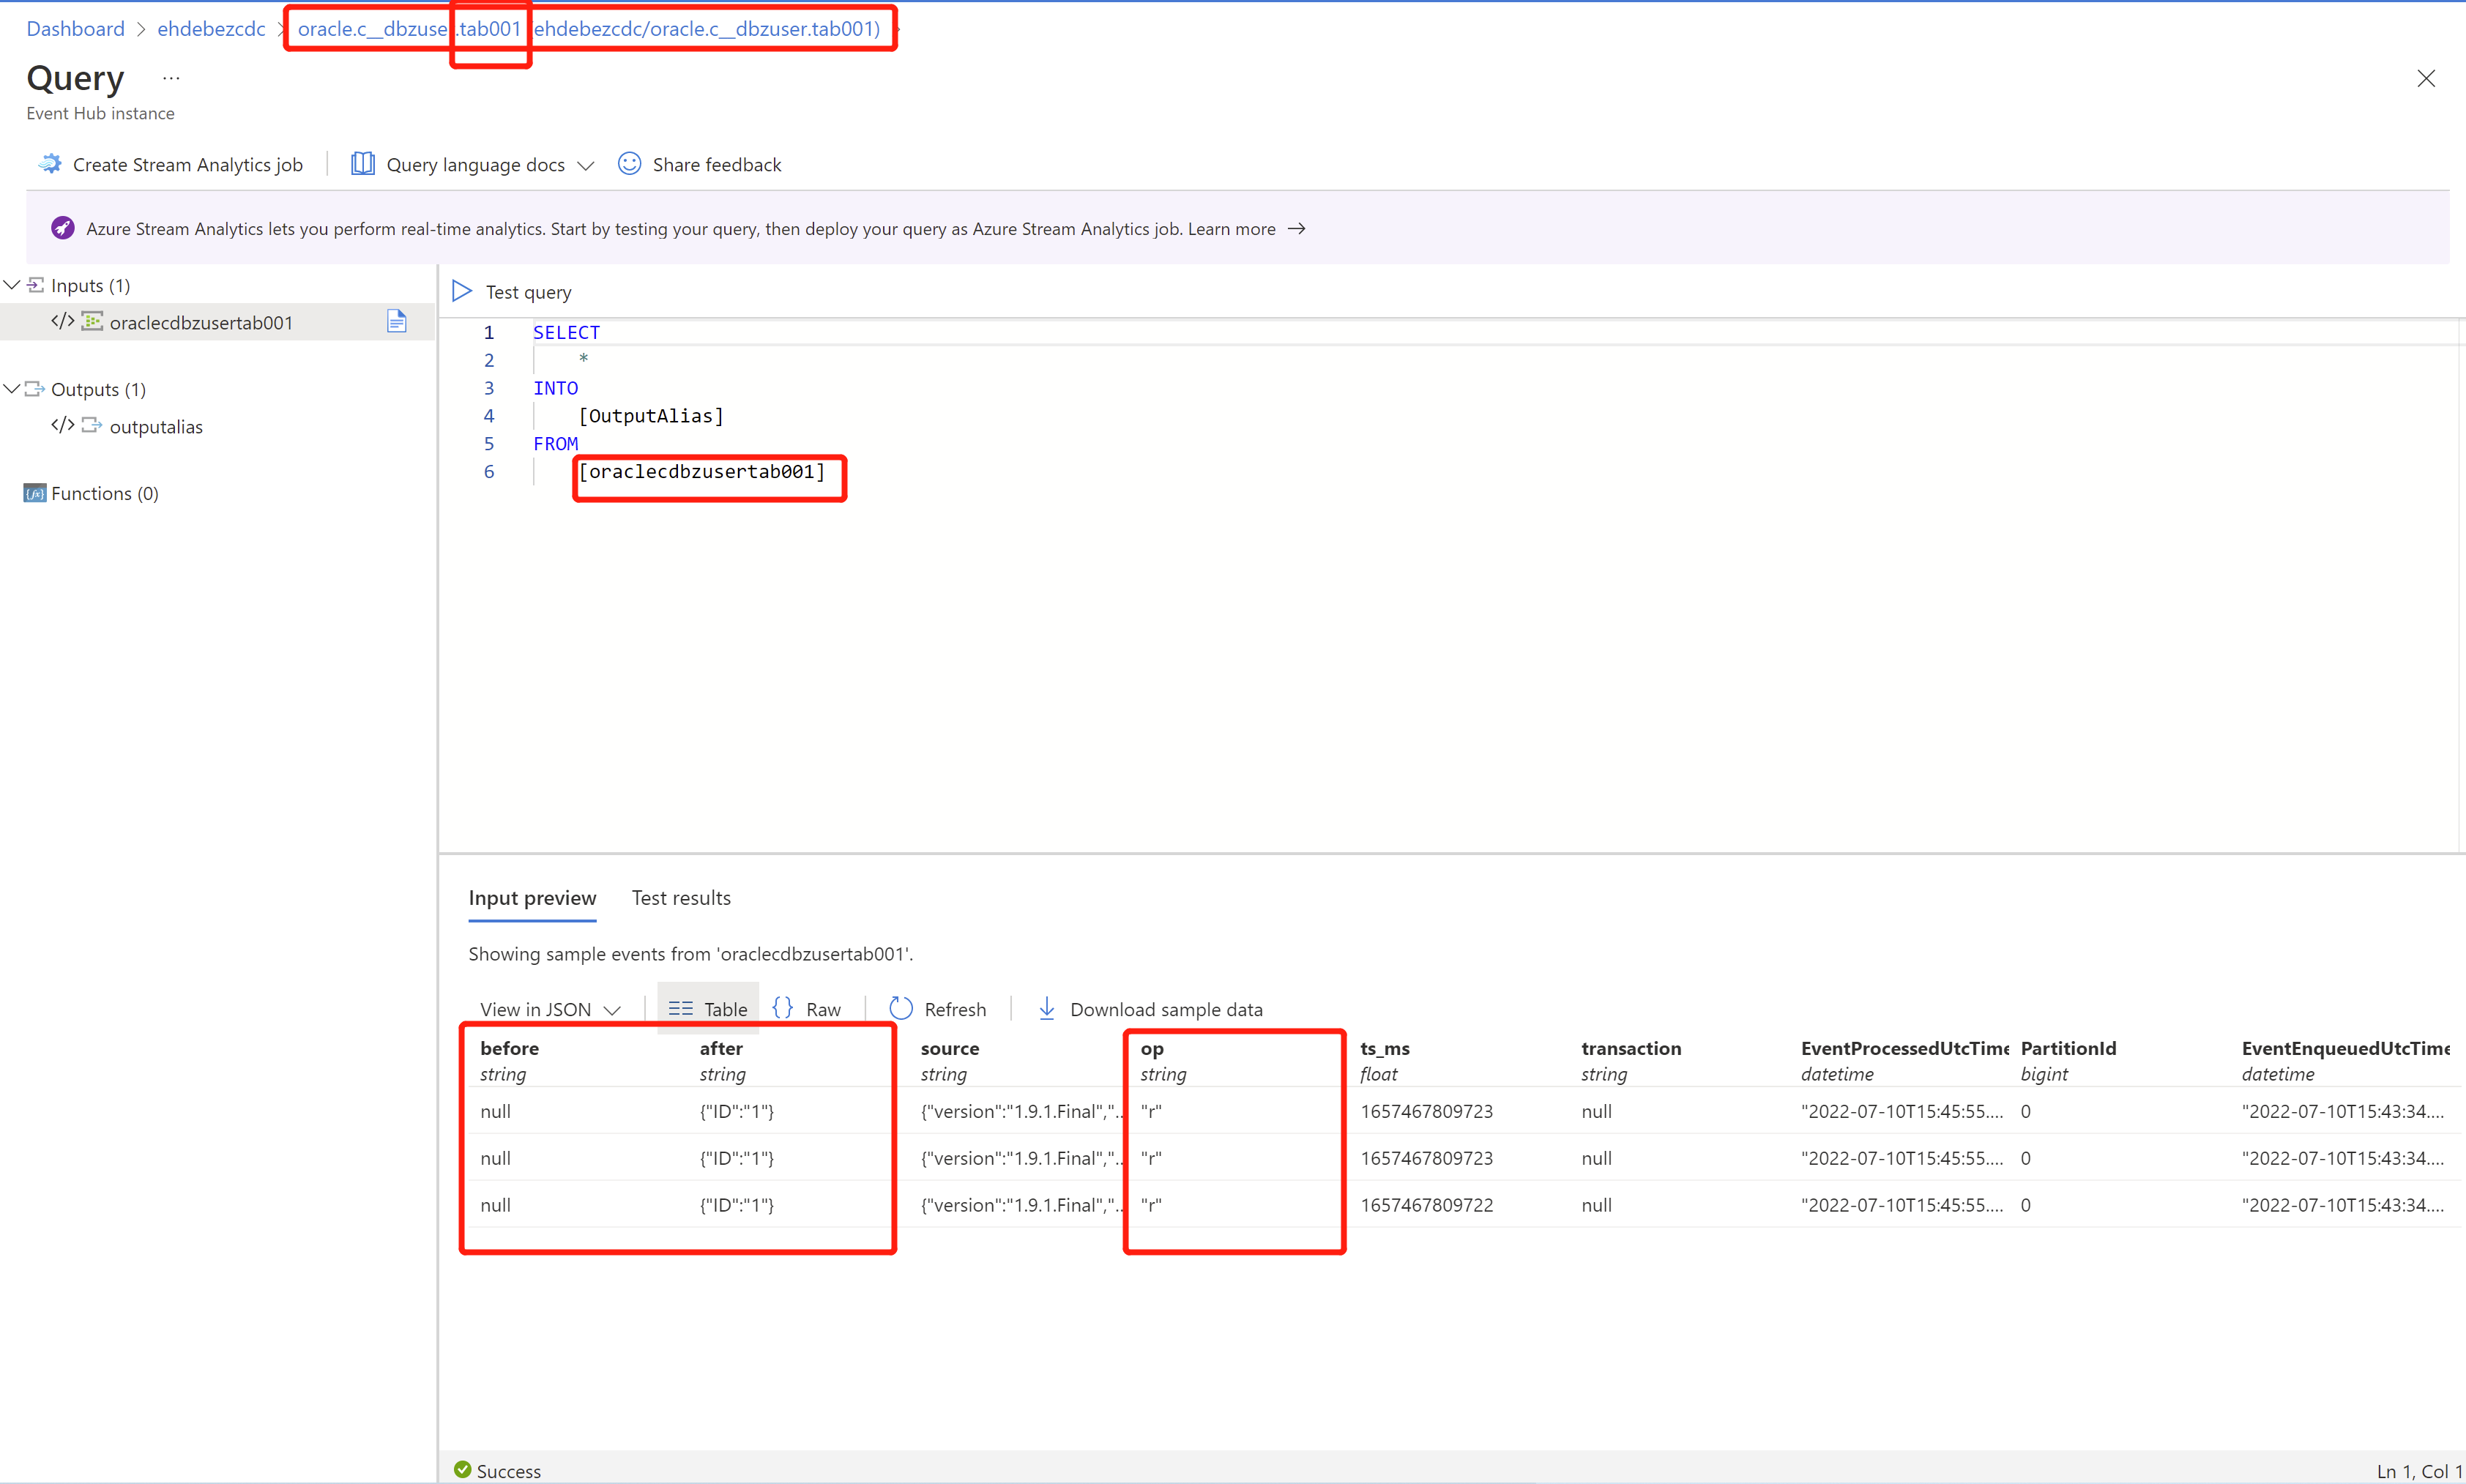 Dashboard > ehdebezcdc > oracle.c__dbzuser.tab001 ehdebezcdc/oracle.c__dbzuser.tab001)
Query ...
Event Hub instance
Create Stream Analytics job Query language docs Share feedback
Azure Stream Analytics lets you perform real-time analytics. Start by testing your query, then deploy your query as Azure Stream Analytics job. Learn more →
Inputs (1)
</> oraclecdbzusertab001
Outputs (1)
</> outputalias
{fx} Functions (0)
Test query
1 SELECT
2 *
3 INTO
4 [OutputAlias]
5 FROM
6 [oraclecdbzusertab001]
Input preview Test results
Showing sample events from 'oraclecdbzusertab001'.
View in JSON Table {} Raw Refresh Download sample data
before after source op ts_ms transaction EventProcessedUtcTime PartitionId EventEnqueuedUtcTime
string string string string float string datetime bigint datetime
null {"ID":"1"} {"version":"1.9.1.Final",".. "r" 1657467809723 null "2022-07-10T15:45:55.... 0 "2022-07-10T15:43:34....
null {"ID":"1"} {"version":"1.9.1.Final",".. "r" 1657467809723 null "2022-07-10T15:45:55.... 0 "2022-07-10T15:43:34....
null {"ID":"1"} {"version":"1.9.1.Final",".. "r" 1657467809722 null "2022-07-10T15:45:55.... 0 "2022-07-10T15:43:34....
Success
Ln 1, Col 1